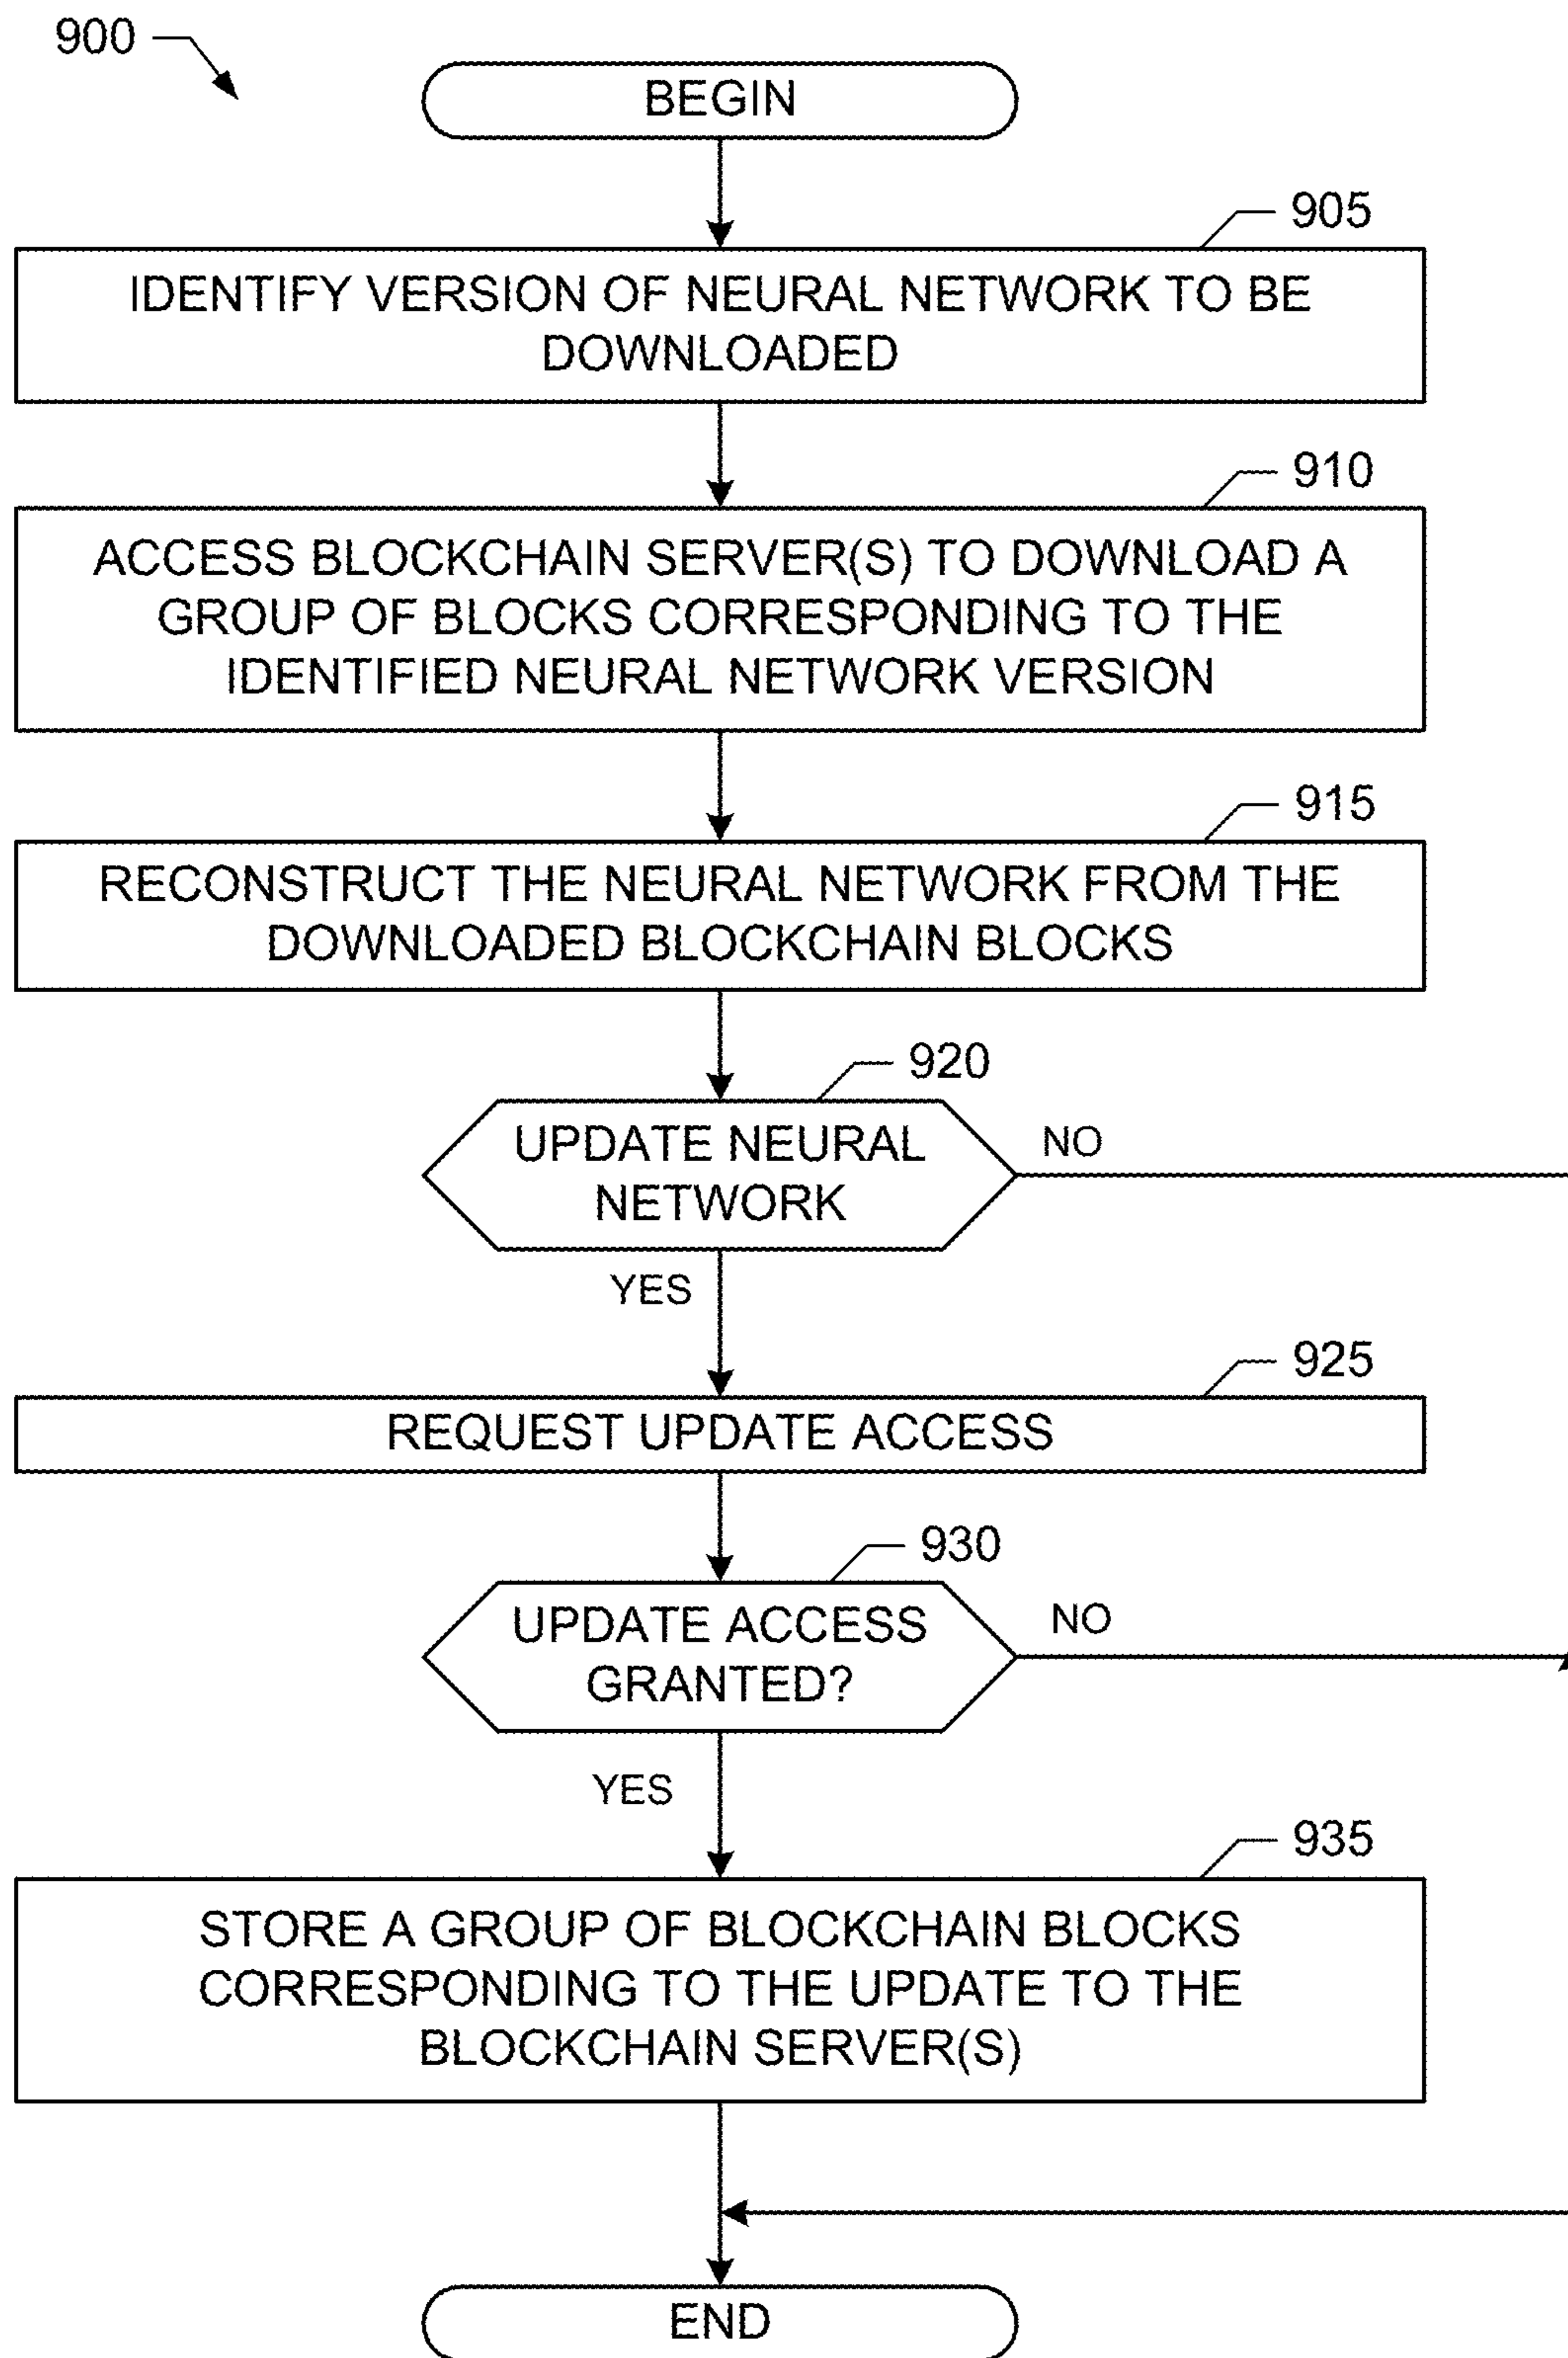 900
BEGIN
905
IDENTIFY VERSION OF NEURAL NETWORK TO BE
DOWNLOADED
910
ACCESS BLOCKCHAIN SERVER(S) TO DOWNLOAD A
GROUP OF BLOCKS CORRESPONDING TO THE
IDENTIFIED NEURAL NETWORK VERSION
915
RECONSTRUCT THE NEURAL NETWORK FROM THE
DOWNLOADED BLOCKCHAIN BLOCKS
920
UPDATE NEURAL
NETWORK
NO
YES
925
REQUEST UPDATE ACCESS
930
UPDATE ACCESS
GRANTED?
NO
YES
935
STORE A GROUP OF BLOCKCHAIN BLOCKS
CORRESPONDING TO THE UPDATE TO THE
BLOCKCHAIN SERVER(S)
END